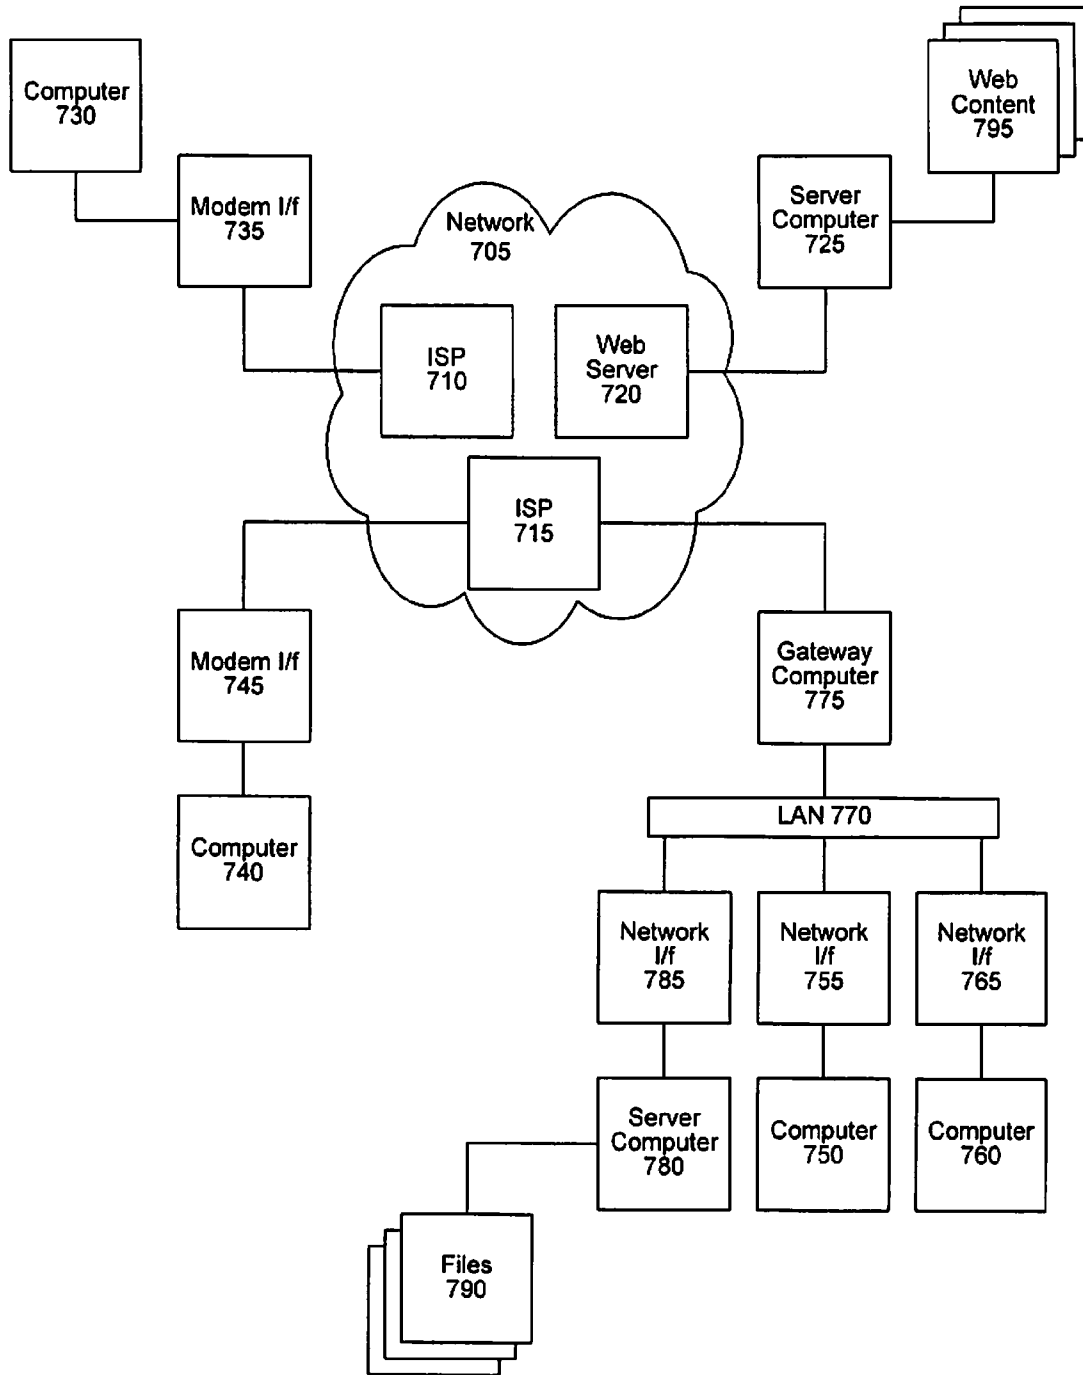 Computer
730
Web
Content
795
Modem I/f
735
Server
Computer
725
Network
705
ISP
710
Web
Server
720
ISP
715
Modem I/f
745
Gateway
Computer
775
LAN 770
Computer
740
Network
I/f
785
Network
I/f
755
Network
I/f
765
Server
Computer
780
Computer
750
Computer
760
Files
790